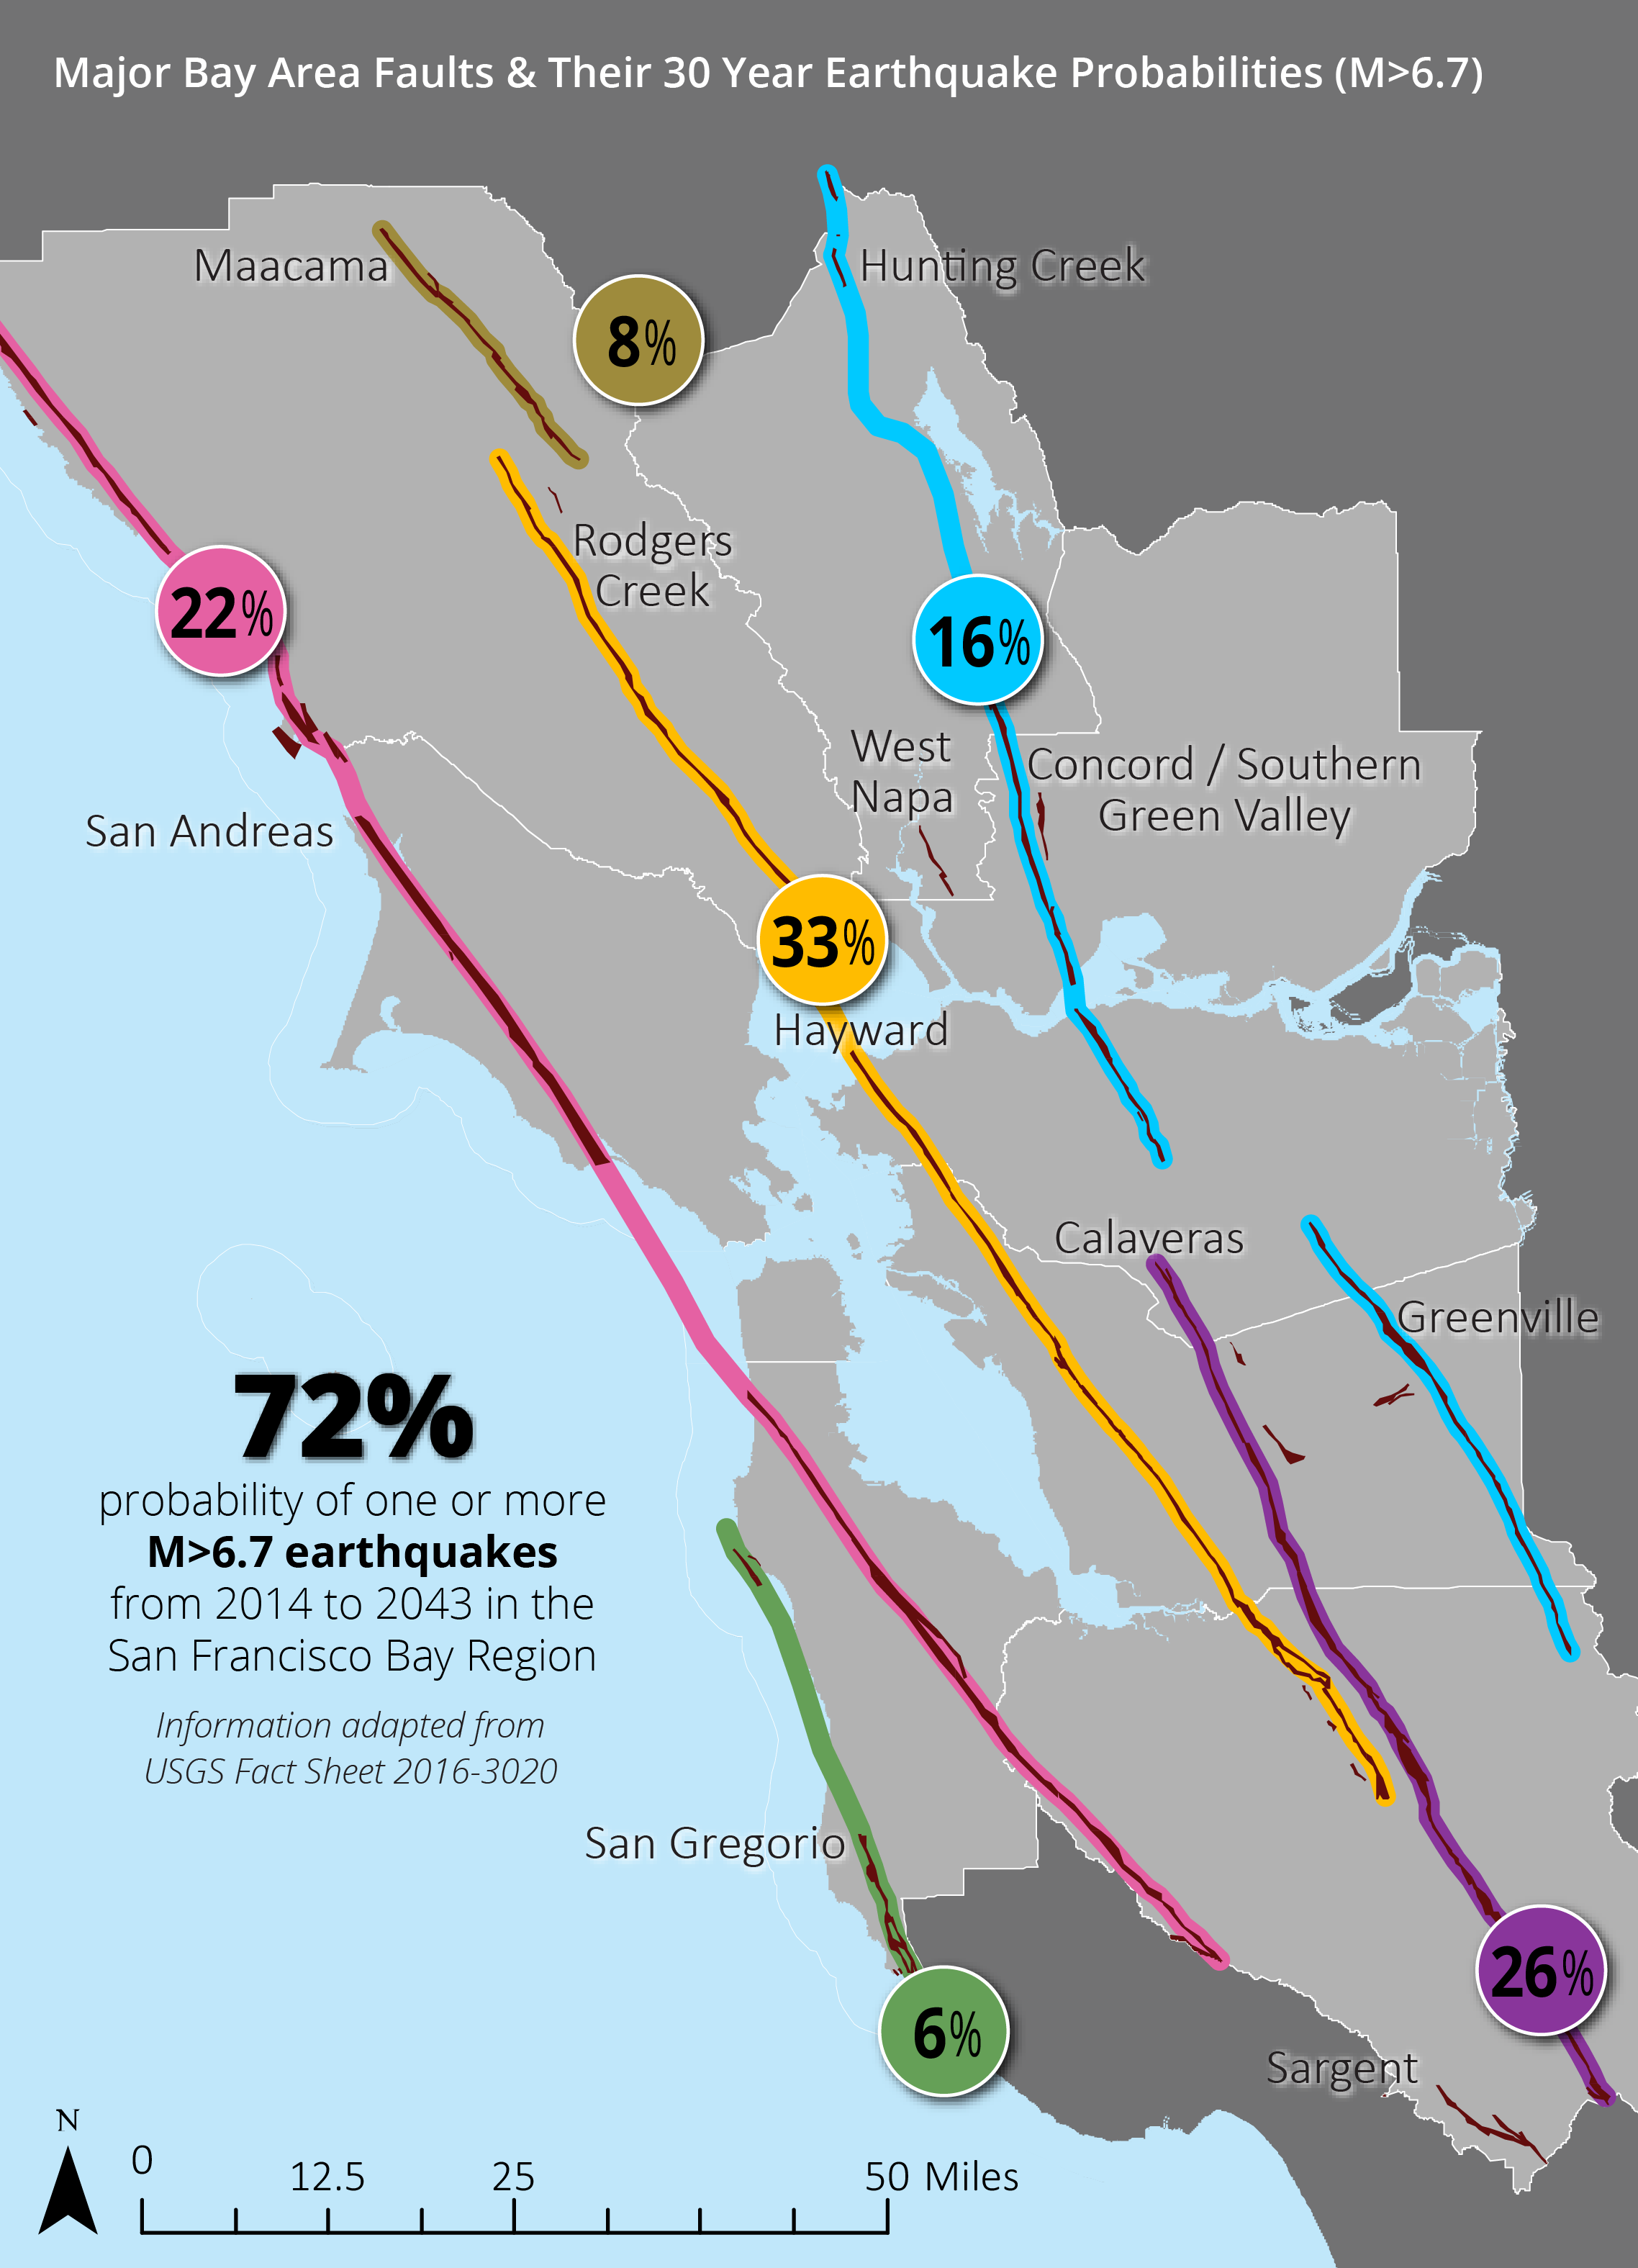 Major Bay Area Faults & Their 30 Year Earthquake Probabilities (M>6.7)
Maacama
Hunting Creek
8%
Rodgers
Creek
22%
16%
West
Napa
Concord / Southern
Green Valley
San Andreas
33%
Hayward
Calaveras
Greenville
72%
probability of one or more
M>6.7 earthquakes
from 2014 to 2043 in the
San Francisco Bay Region
Information adapted from
USGS Fact Sheet 2016-3020
San Gregorio
26%
6%
Sargent
N
0
12.5
25
50 Miles